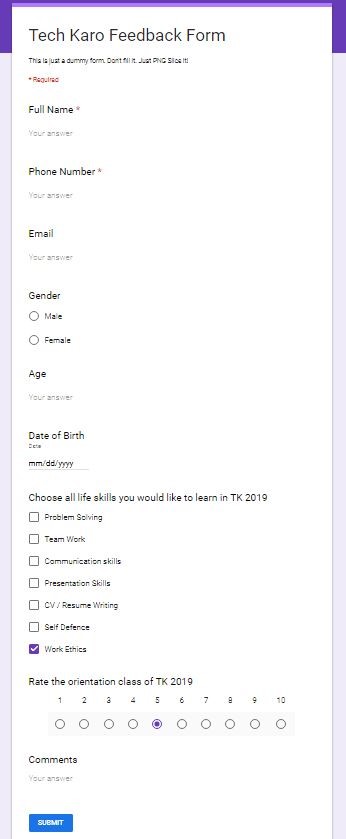 Tech Karo Feedback Form
This is just a dummy form. Dont fill it. Just PNG Slice It!
* Required
Full Name *
Your answer
Phone Number *
Your answer
Email
Your answer
Gender
Male
Female
Age
Your answer
Date of Birth
Date
mm/dd/yyyy
Choose all life skills you would like to learn in TK 2019
Problem Solving
Team Work
Communication skills
Presentation Skills
CV / Resume Writing
Self Defence
Work Ethics
Rate the orientation class of TK 2019
1 2 3 4 5 6 7 8 9 10
Comments
Your answer
SUBMIT